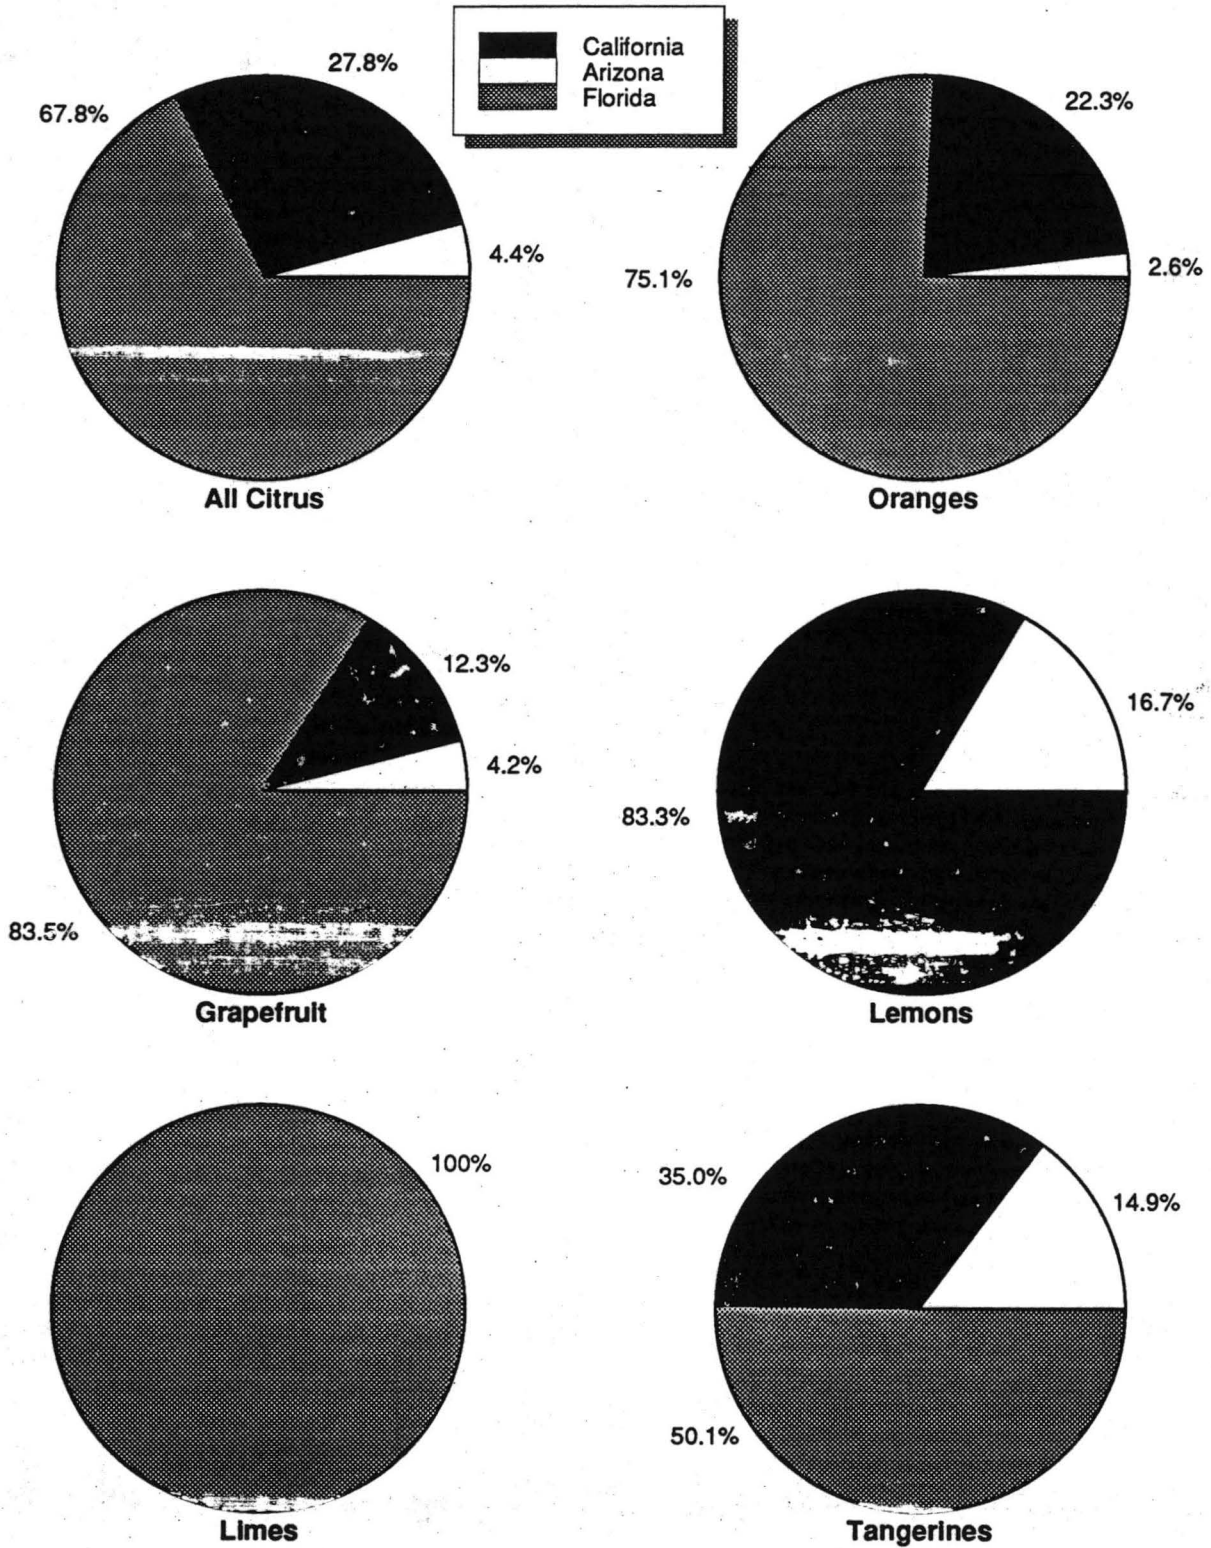 California
Arizona
Florida
27.8%
67.8%
4.4%
All Citrus
22.3%
75.1%
2.6%
Oranges
12.3%
4.2%
83.5%
Grapefruit
16.7%
83.3%
Lemons
100%
Limes
35.0%
14.9%
50.1%
Tangerines